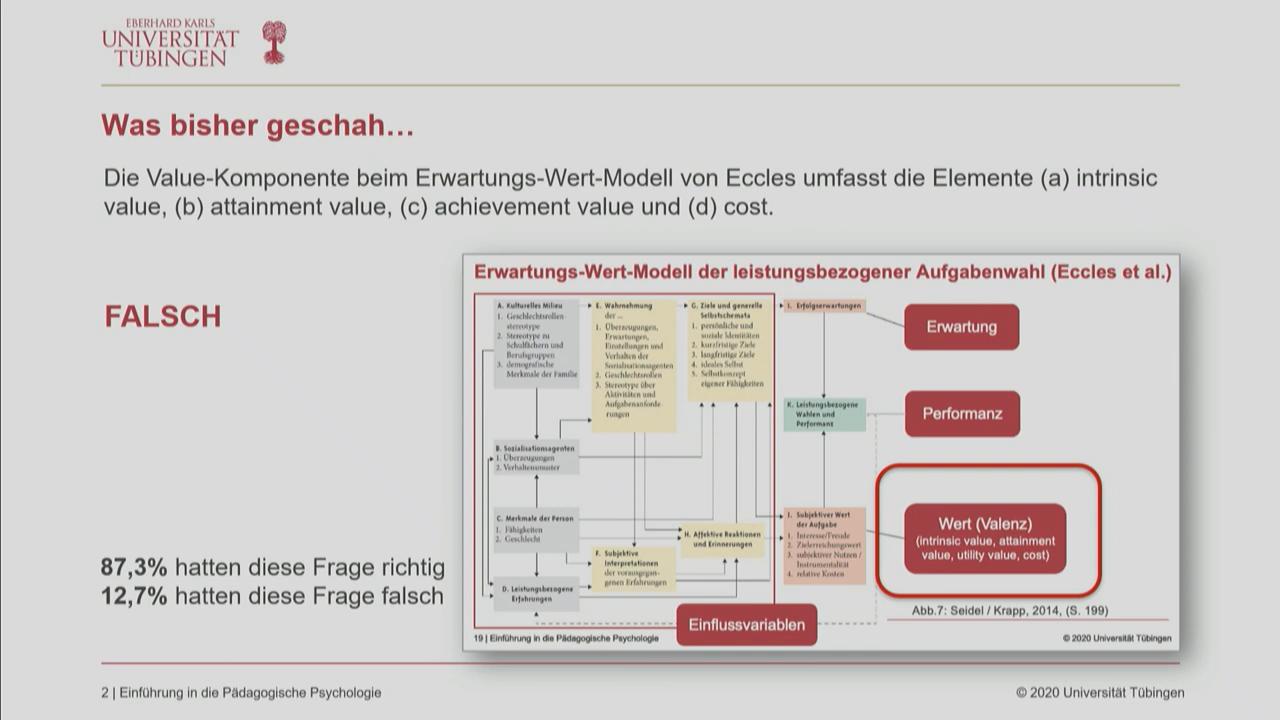 EBERHARD KARLS
UNIVERSITÄT
TÜBINGEN
Was bisher geschah…
Die Value-Komponente beim Erwartungs-Wert-Modell von Eccles umfasst die Elemente (a) intrinsic
value, (b) attainment value, (c) achievement value und (d) cost.
FALSCH
87,3% hatten diese Frage richtig
12,7% hatten diese Frage falsch
Erwartungs-Wert-Modell der leistungsbezogener Aufgabenwahl (Eccles et al.)
A. Kulturelles Milieu
1. Geschlechtsrollen-
stereotype
2. Stereotype zu
Schulfächern und
Berufsgruppen
3. demografische
Merkmale der Familie
B. Sozialisationsagenten
1. Überzeugungen
2. Verhaltensmuster
C. Merkmale der Person
1. Fähigkeiten
2. Geschlecht
D. Leistungsbezogene
Erfahrungen
E. Wahrnehmung
der ...
1. Überzeugungen,
Erwartungen,
Einstellungen und
Verhalten der
Sozialisationsagenten
2. Geschlechtsrollen
3. Stereotype über
Aktivitäten und
Aufgabenanforde-
rungen
F. Subjektive
Interpretationen
der vorausgegan-
genen Erfahrungen
G. Ziele und generelle
Selbstschemata
1. persönliche und
soziale Identitäten
2. kurzfristige Ziele
3. langfristige Ziele
4. ideales Selbst
5. Selbstkonzept
eigener Fähigkeiten
H. Affektive Reaktionen
und Erinnerungen
I. Erfolgserwartungen
K. Leistungsbezogene
Wahlen und
Performanz
I. Subjektiver Wert
der Aufgabe
1. Interesse/Freude
2. Zielerreichungswert
3. subjektiver Nutzen /
Instrumentalität
4. relative Kosten
Erwartung
Performanz
Wert (Valenz)
(intrinsic value, attainment
value, utility value, cost)
Einflussvariablen
Abb.7: Seidel / Krapp, 2014, (S. 199)
19 | Einführung in die Pädagogische Psychologie
© 2020 Universität Tübingen
2 | Einführung in die Pädagogische Psychologie
© 2020 Universität Tübingen